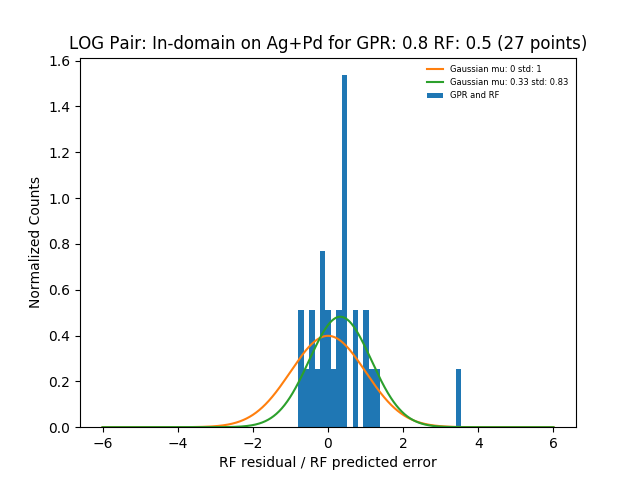 LOG Pair: In-domain on Ag+Pd for GPR: 0.8 RF: 0.5 (27 points)
Gaussian mu: 0 std: 1
Gaussian mu: 0.33 std: 0.83
GPR and RF
Normalized Counts
1.6
1.4
1.2
1.0
0.8
0.6
0.4
0.2
0.0
−6 −4 −2 0 2 4 6
RF residual / RF predicted error